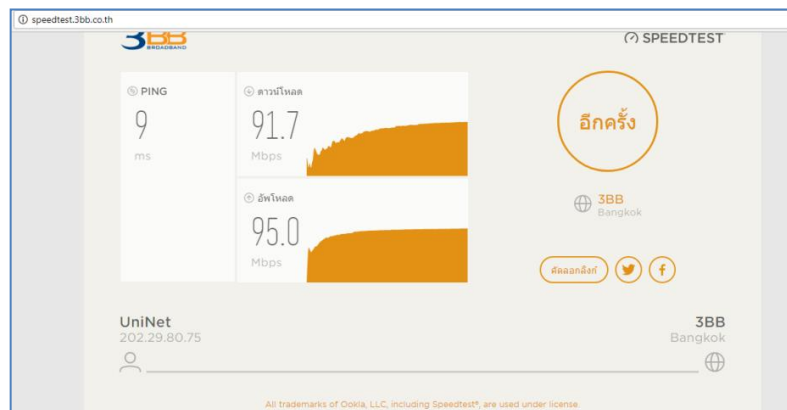 speedtest.3bb.co.th
3BB
BROADBAND
SPEEDTEST
PING
9
ms
ดาวน์โหลด
91.7
Mbps
อัพโหลด
95.0
Mbps
อีกครั้ง
3BB
Bangkok
คัดลอกลิงก์
UniNet
202.29.80.75
3BB
Bangkok
All trademarks of Ookla, LLC, including Speedtest®, are used under license.